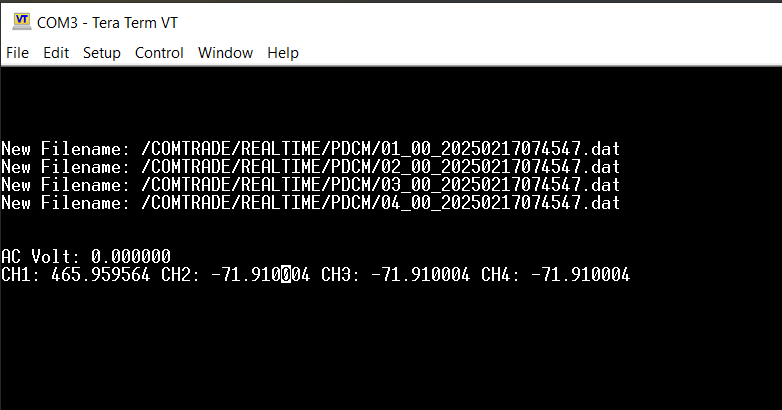 VT COM3 - Tera Term VT
File Edit Setup Control Window Help
New Filename: /COMTRADE/REALTIME/PDCM/01_00_20250217074547.dat
New Filename: /COMTRADE/REALTIME/PDCM/02_00_20250217074547.dat
New Filename: /COMTRADE/REALTIME/PDCM/03_00_20250217074547.dat
New Filename: /COMTRADE/REALTIME/PDCM/04_00_20250217074547.dat
AC Volt: 0.000000
CH1: 465.959564 CH2: -71.910004 CH3: -71.910004 CH4: -71.910004